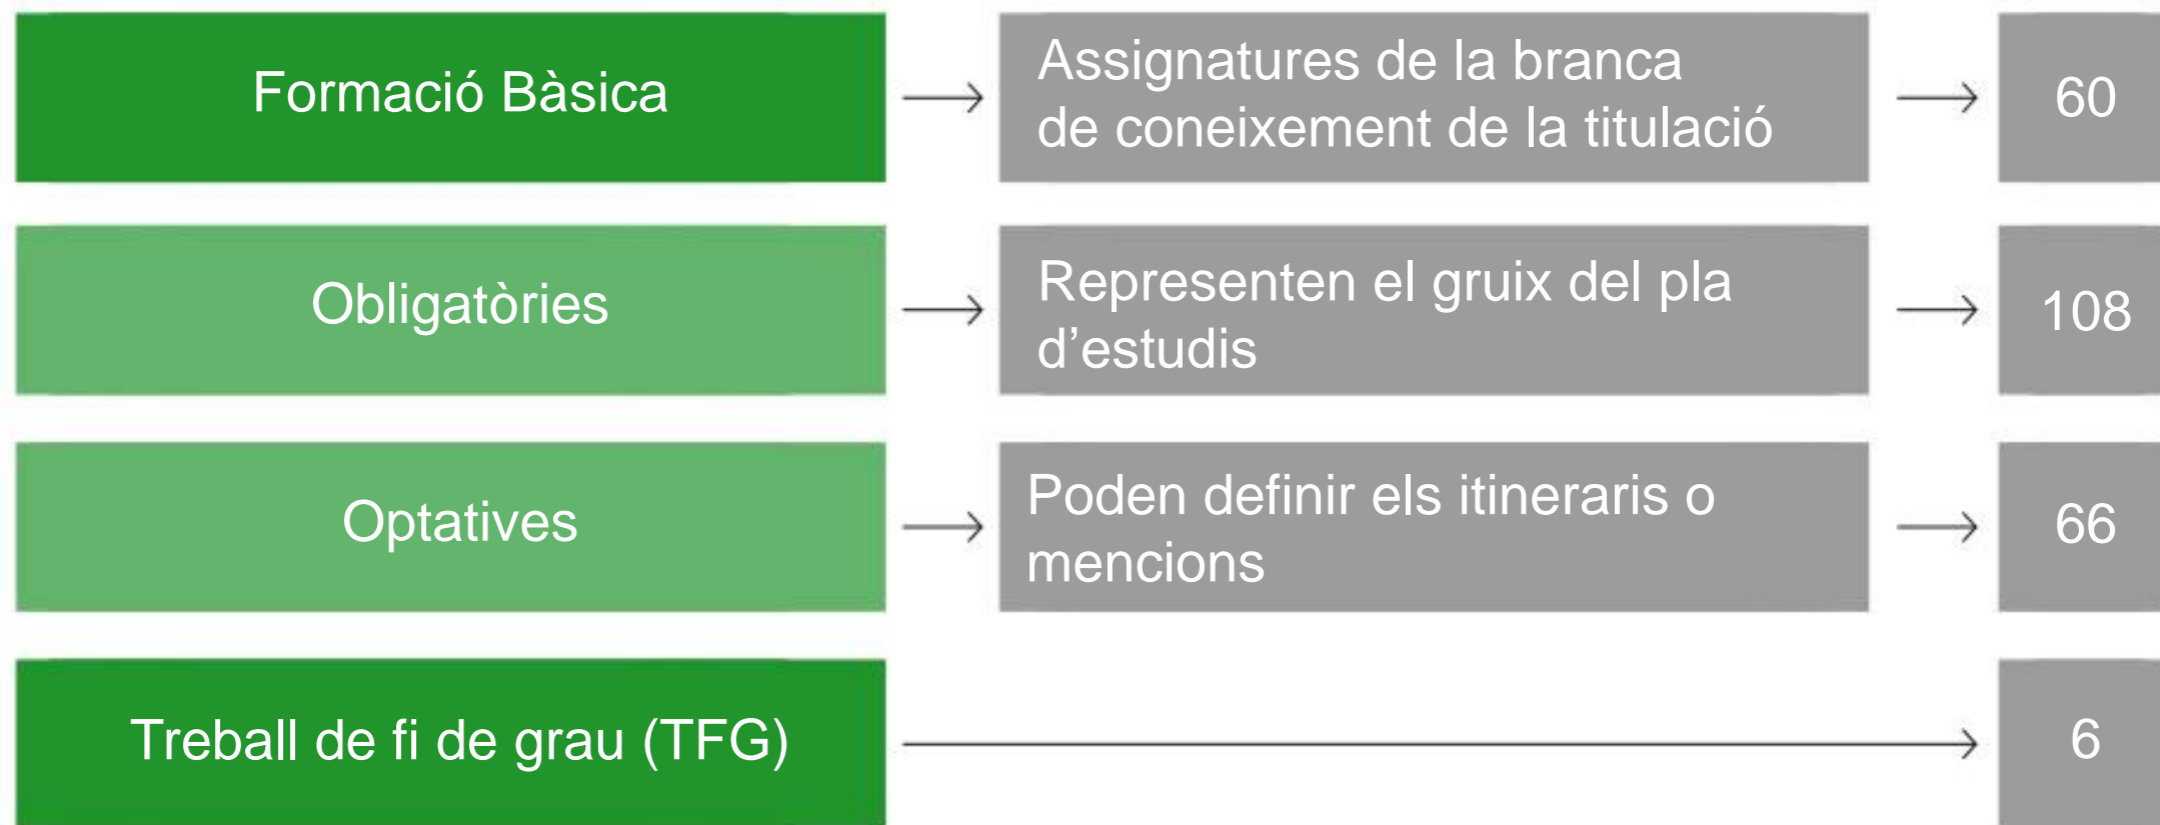 Formació Bàsica
Assignatures de la branca
de coneixement de la titulació
60
Obligatòries
Representen el gruix del pla
d’estudis
108
Optatives
Poden definir els itineraris o
mencions
66
Treball de fi de grau (TFG)
6